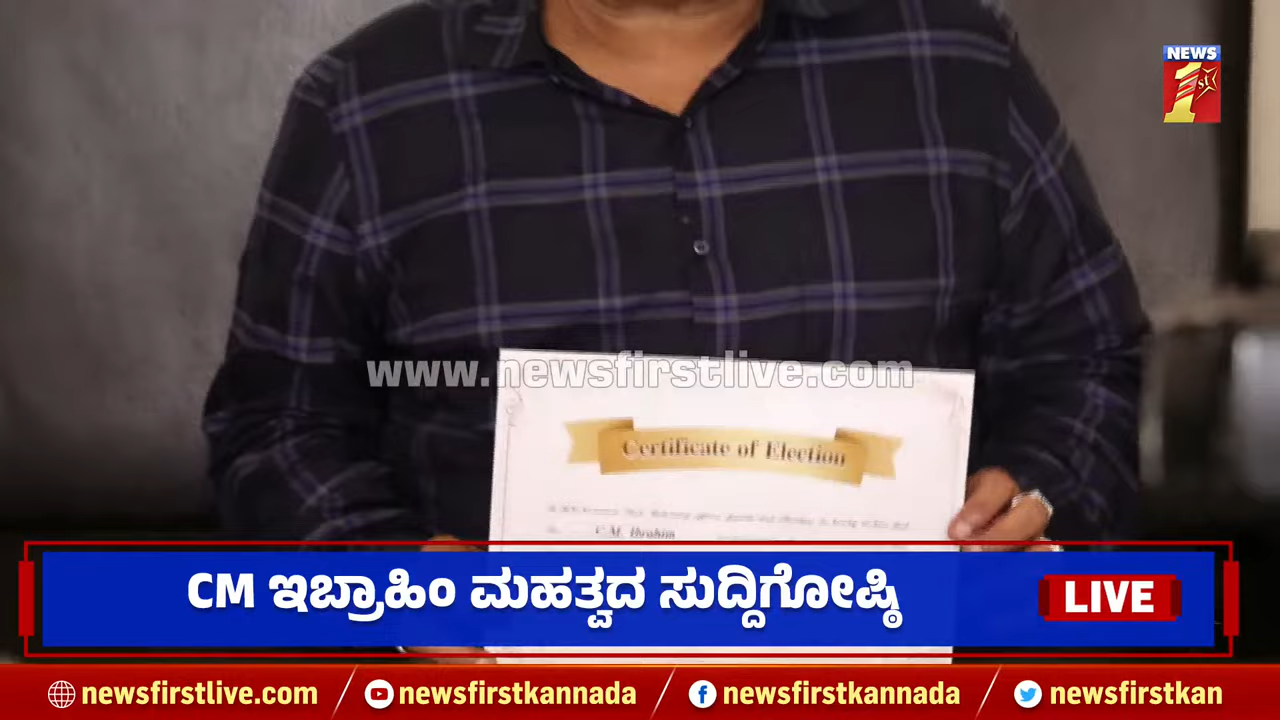 NEWS
1st
www.newsfirstlive.com
Certificate of Election
C.M. Ibrahim
CM ಇಬ್ರಾಹಿಂ ಮಹತ್ವದ ಸುದ್ದಿಗೋಷ್ಠಿ
LIVE
newsfirstlive.com
newsfirstkannada
newsfirstkannada
newsfirstkan